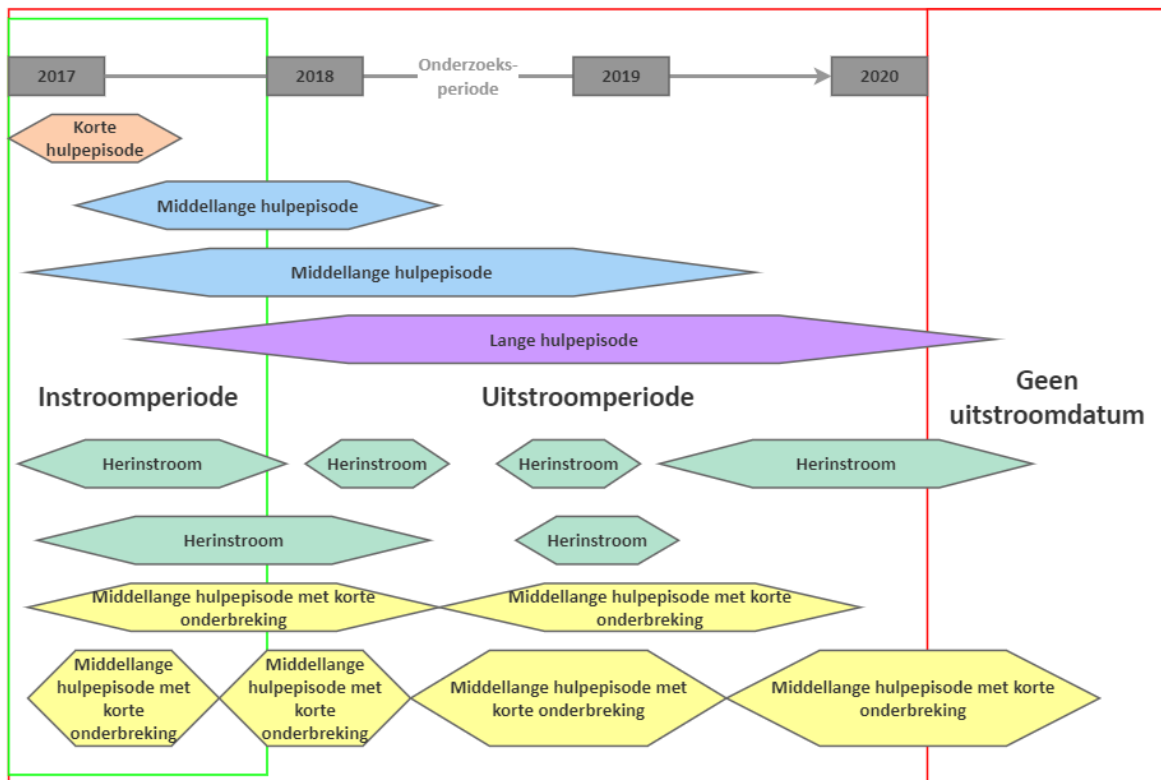 2017
2018
Onderzoeks-
periode
2019
2020
Korte
hulpepisode
Middellange hulpepisode
Middellange hulpepisode
Lange hulpepisode
Instroomperiode
Uitstroomperiode
Geen
uitstroomdatum
Herinstroom
Herinstroom
Herinstroom
Herinstroom
Herinstroom
Herinstroom
Middellange hulpepisode met korte
onderbreking
Middellange hulpepisode met korte
onderbreking
Middellange
hulpepisode met
korte
onderbreking
Middellange
hulpepisode met
korte
onderbreking
Middellange hulpepisode met
korte onderbreking
Middellange hulpepisode met korte
onderbreking